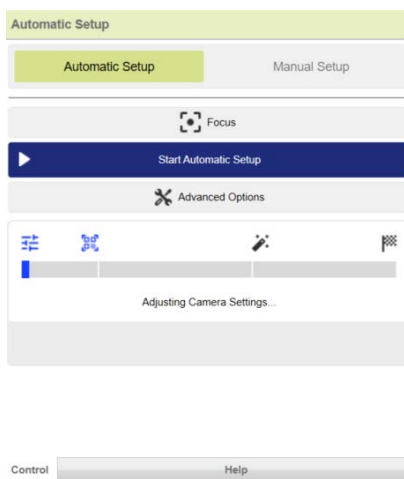 Automatic Setup
Automatic Setup Manual Setup
Focus
Start Automatic Setup
Advanced Options
Adjusting Camera Settings...
Control Help